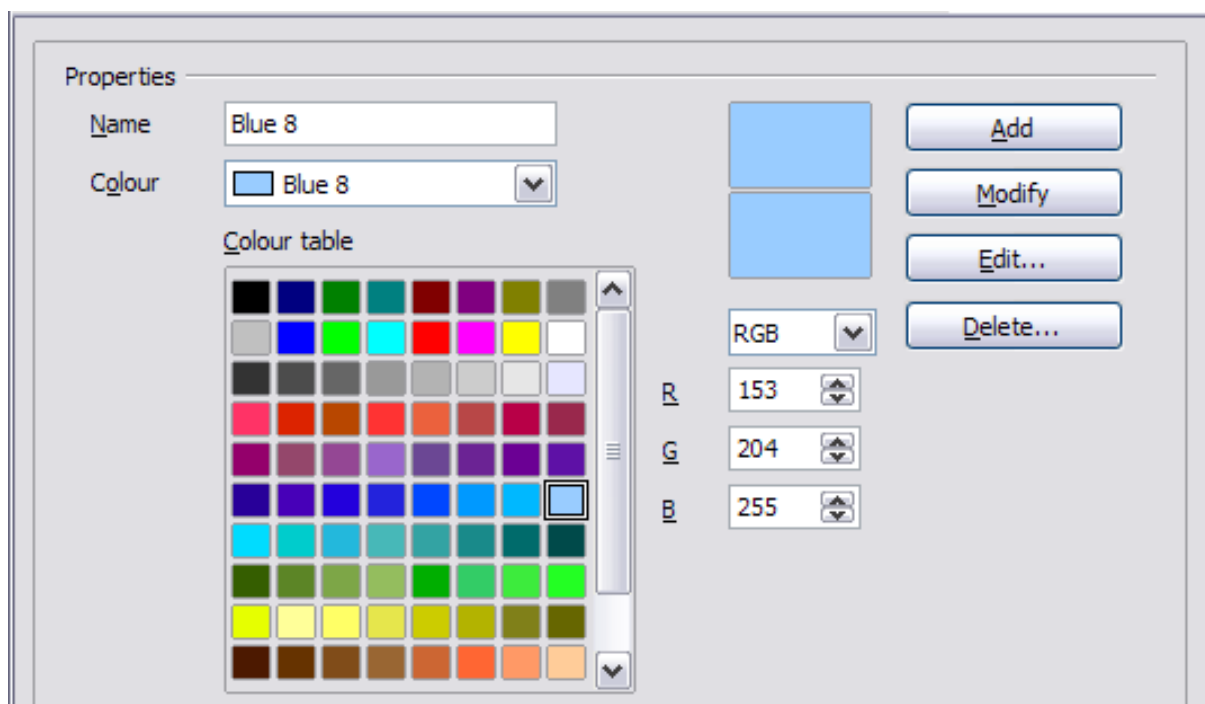 Properties
Name
Blue 8
Add
Colour
Blue 8
Modify
Colour table
Edit...
RGB
Delete...
R
153
G
204
B
255